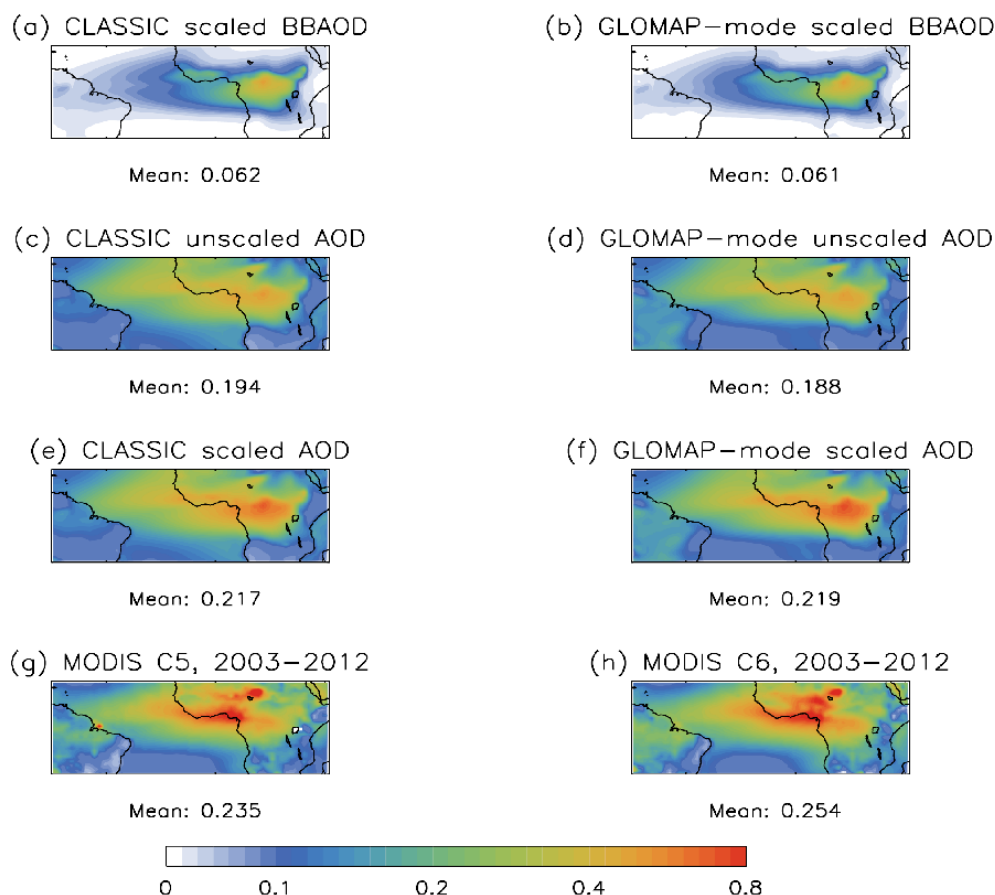 (a) CLASSIC scaled BBAOD
(b) GLOMAP-mode scaled BBAOD
Mean: 0.062
Mean: 0.061
(c) CLASSIC unscaled AOD
(d) GLOMAP-mode unscaled AOD
Mean: 0.194
Mean: 0.188
(e) CLASSIC scaled AOD
(f) GLOMAP-mode scaled AOD
Mean: 0.217
Mean: 0.219
(g) MODIS C5, 2003-2012
(h) MODIS C6, 2003-2012
Mean: 0.235
Mean: 0.254
0 0.1 0.2 0.4 0.8